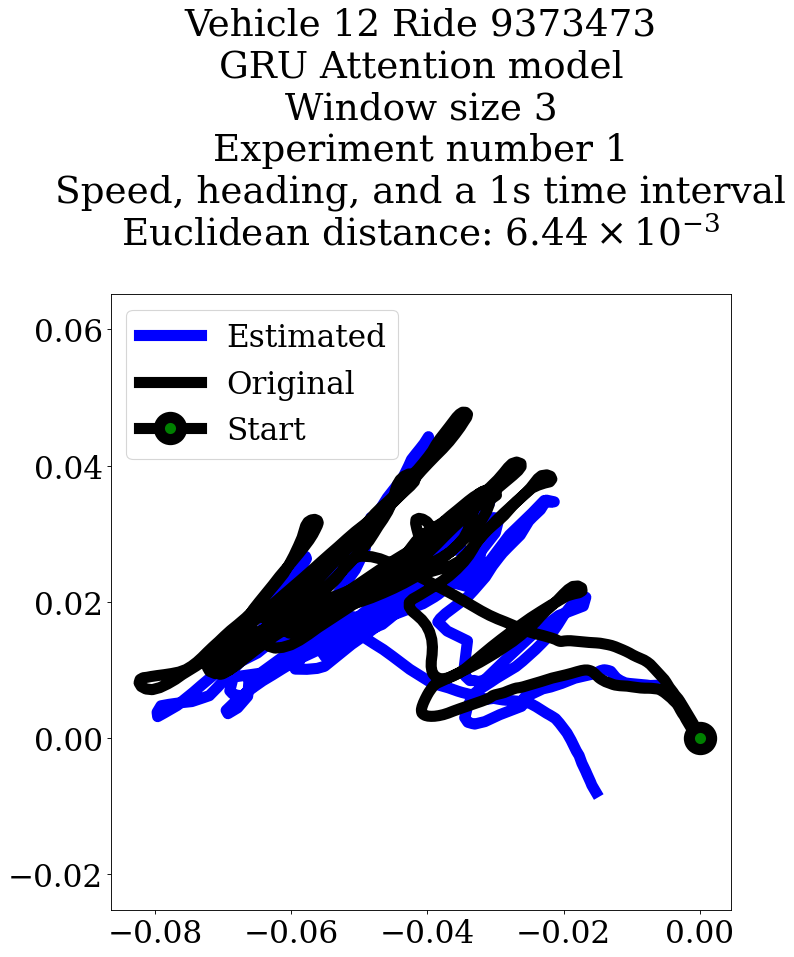 Vehicle 12 Ride 9373473
GRU Attention model
Window size 3
Experiment number 1
Speed, heading, and a 1s time interval
Euclidean distance: 6.44 × 10⁻³
Estimated
Original
Start
0.06
0.04
0.02
0.00
−0.02
−0.08 −0.06 −0.04 −0.02 0.00